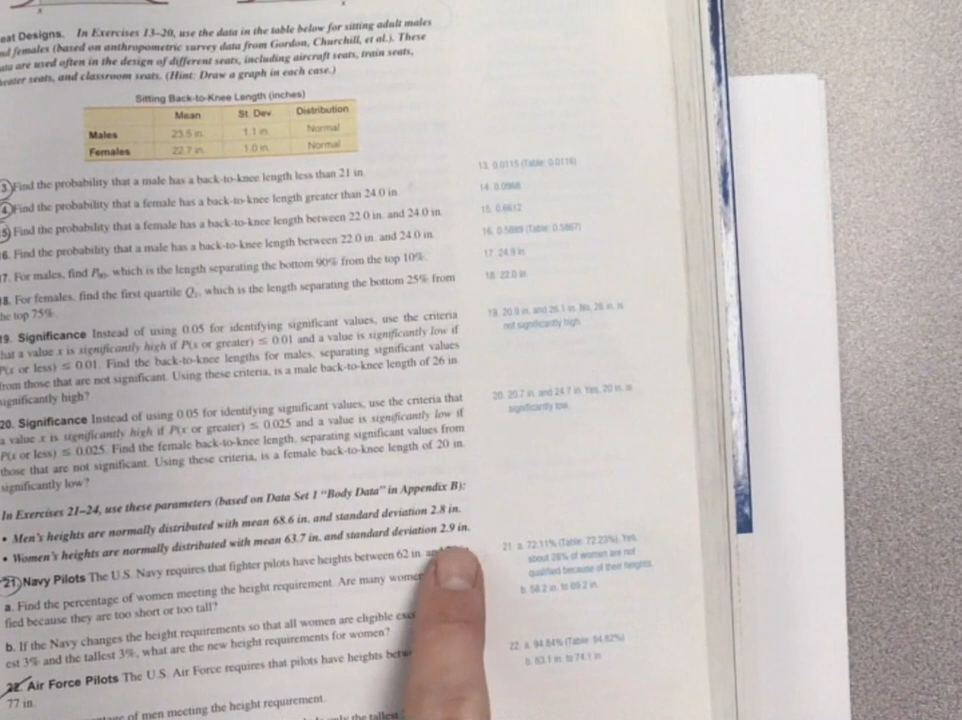 eat Designs. In Exercises 13–20, use the data in the table below for sitting adult males
nd females (based on anthropometric survey data from Gordon, Churchill, et al.). These
ata are used often in the design of different seats, including aircraft seats, train seats,
heater seats, and classroom seats. (Hint: Draw a graph in each case.)
Sitting Back-to-Knee Length (inches)
Mean St. Dev. Distribution
Males 23.5 in. 1.1 in. Normal
Females 22.7 in. 1.0 in. Normal
3. Find the probability that a male has a back-to-knee length less than 21 in.
4. Find the probability that a female has a back-to-knee length greater than 24.0 in.
5. Find the probability that a female has a back-to-knee length between 22.0 in. and 24.0 in.
6. Find the probability that a male has a back-to-knee length between 22.0 in. and 24.0 in.
7. For males, find P90, which is the length separating the bottom 90% from the top 10%.
8. For females, find the first quartile Q1, which is the length separating the bottom 25% from
he top 75%.
19. Significance Instead of using 0.05 for identifying significant values, use the criteria
hat a value x is significantly high if P(x or greater) ≤ 0.01 and a value is significantly low if
P(x or less) ≤ 0.01. Find the back-to-knee lengths for males, separating significant values
from those that are not significant. Using these criteria, is a male back-to-knee length of 26 in.
significantly high?
20. Significance Instead of using 0.05 for identifying significant values, use the criteria that
a value x is significantly high if P(x or greater) ≤ 0.025 and a value is significantly low if
P(x or less) ≤ 0.025. Find the female back-to-knee length, separating significant values from
those that are not significant. Using these criteria, is a female back-to-knee length of 20 in.
significantly low?
In Exercises 21–24, use these parameters (based on Data Set 1 “Body Data” in Appendix B):
• Men's heights are normally distributed with mean 68.6 in. and standard deviation 2.8 in.
• Women's heights are normally distributed with mean 63.7 in. and standard deviation 2.9 in.
21. Navy Pilots The U.S. Navy requires that fighter pilots have heights between 62 in.
a. Find the percentage of women meeting the height requirement. Are many
fied because they are too short or too tall?
b. If the Navy changes the height requirements so that all women are eligible
est 3% and the tallest 3%, what are the new height requirements for women?
22. Air Force Pilots The U.S. Air Force requires that pilots have heights
77 in.
of men meeting the height requirement.
the tallest
13. 0.0115 (Table: 0.0116)
14. 0.0968
15. 0.6612
16. 0.5889 (Table: 0.5867)
17. 24.9 in.
18. 22.0 in.
19. 20.9 in. and 26.1 in. No, 26 in. is
not significantly high.
20. 20.7 in. and 24.7 in. Yes, 20 in. is
significantly low.
21. a. 72.11% (Table: 72.23%). Yes,
about 28% of women are not
qualified because of their heights.
b. 58.2 in. to 69.2 in.
22. a. 94.84% (Table: 94.82%)
b. 63.1 in. to 74.1 in.